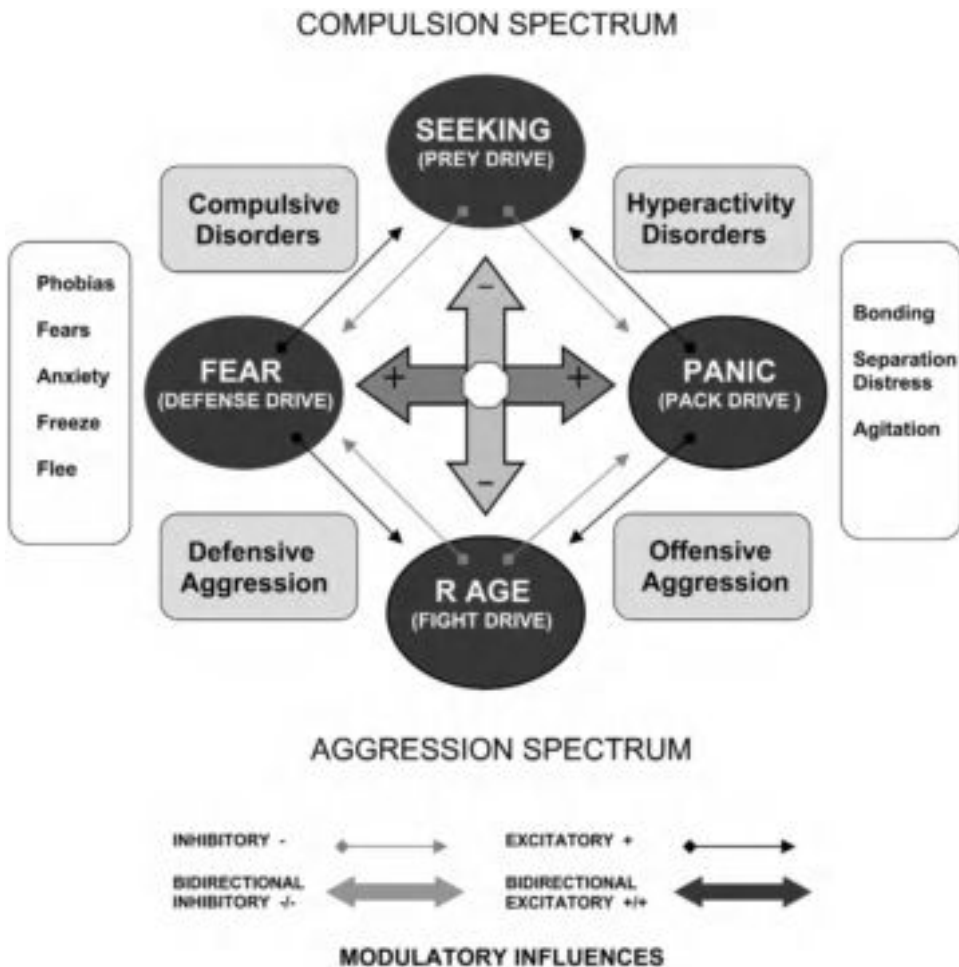 COMPULSION SPECTRUM
SEEKING
(PREY DRIVE)
Compulsive
Disorders
Hyperactivity
Disorders
Phobias
Fears
Anxiety
Freeze
Flee
FEAR
(DEFENSE DRIVE)
−
+
+
−
PANIC
(PACK DRIVE )
Bonding
Separation
Distress
Agitation
Defensive
Aggression
Offensive
Aggression
R AGE
(FIGHT DRIVE)
AGGRESSION SPECTRUM
INHIBITORY -
EXCITATORY +
BIDIRECTIONAL
INHIBITORY -/-
BIDIRECTIONAL
EXCITATORY +/+
MODULATORY INFLUENCES